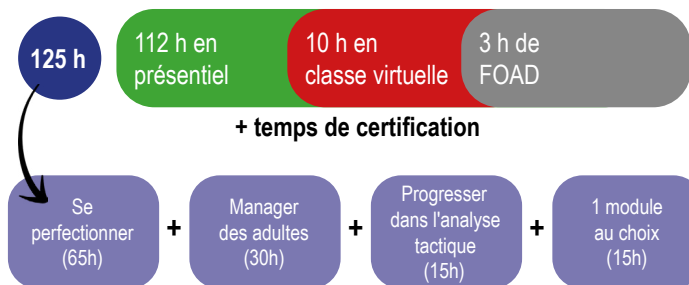 125 h
112 h en
présentiel
10 h en
classe virtuelle
3 h de
FOAD
+ temps de certification
Se
perfectionner
(65h)
+
Manager
des adultes
(30h)
+
Progresser
dans l'analyse
tactique
(15h)
+
1 module
au choix
(15h)